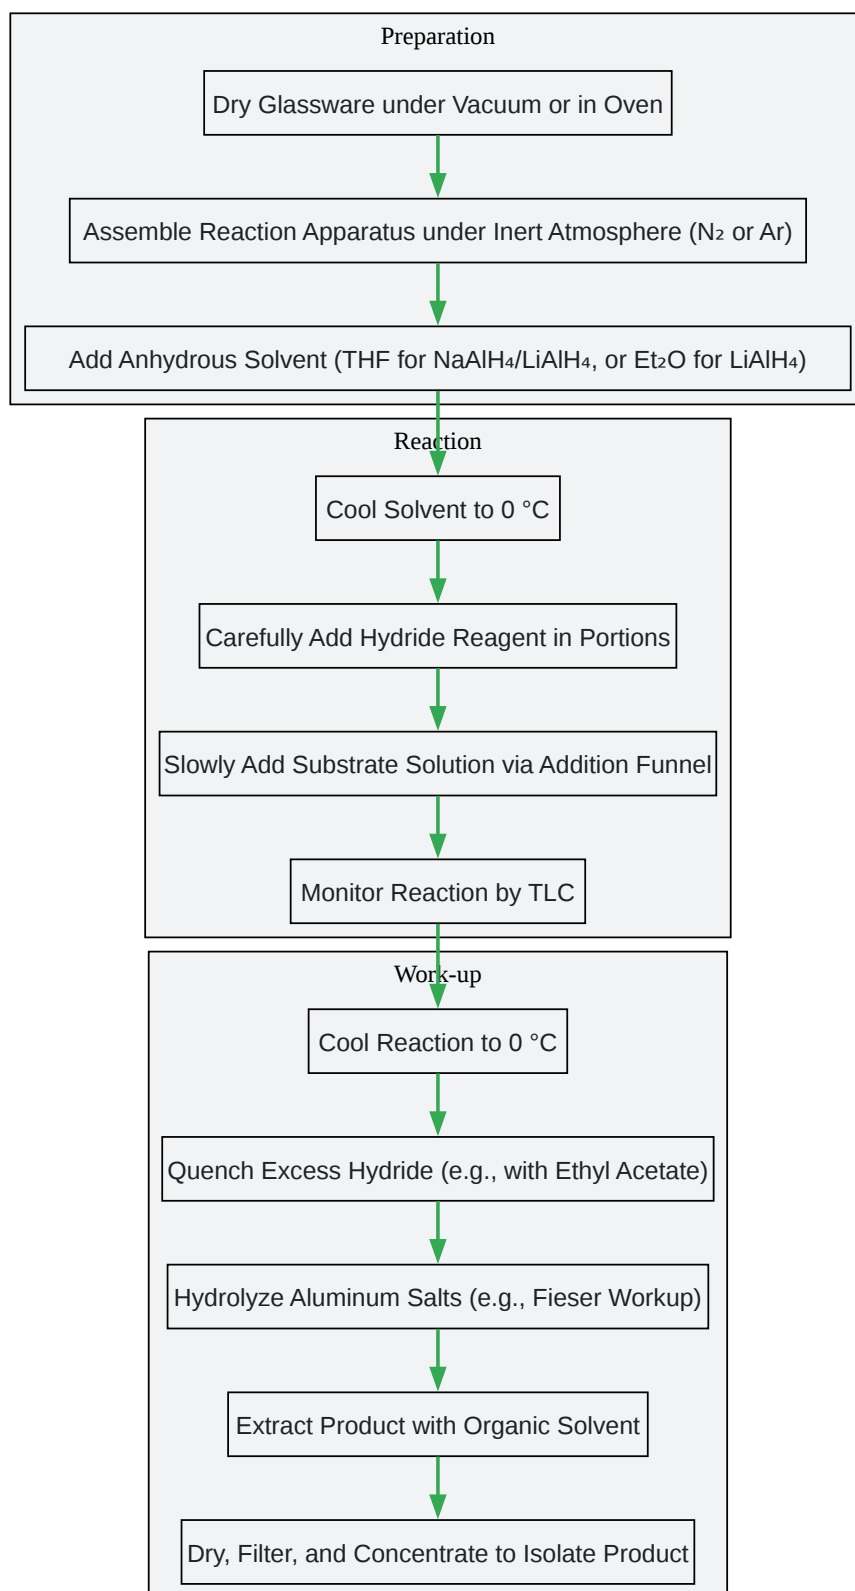 Preparation
Dry Glassware under Vacuum or in Oven
Assemble Reaction Apparatus under Inert Atmosphere (N₂ or Ar)
Add Anhydrous Solvent (THF for NaAlH₄/LiAlH₄, or Et₂O for LiAlH₄)
Reaction
Cool Solvent to 0 °C
Carefully Add Hydride Reagent in Portions
Slowly Add Substrate Solution via Addition Funnel
Monitor Reaction by TLC
Work-up
Cool Reaction to 0 °C
Quench Excess Hydride (e.g., with Ethyl Acetate)
Hydrolyze Aluminum Salts (e.g., Fieser Workup)
Extract Product with Organic Solvent
Dry, Filter, and Concentrate to Isolate Product